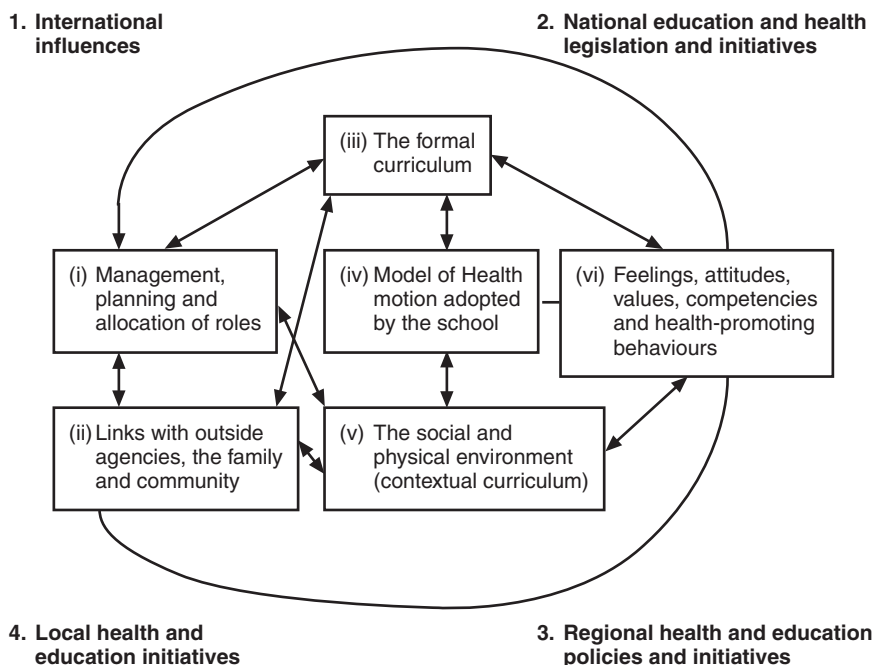 1. International
influences
2. National education and health
legislation and initiatives
(iii) The formal
curriculum
(i) Management,
planning and
allocation of roles
(iv) Model of Health
motion adopted
by the school
(vi) Feelings, attitudes,
values, competencies
and health-promoting
behaviours
(ii) Links with outside
agencies, the family
and community
(v) The social and
physical environment
(contextual curriculum)
4. Local health and
education initiatives
3. Regional health and education
policies and initiatives